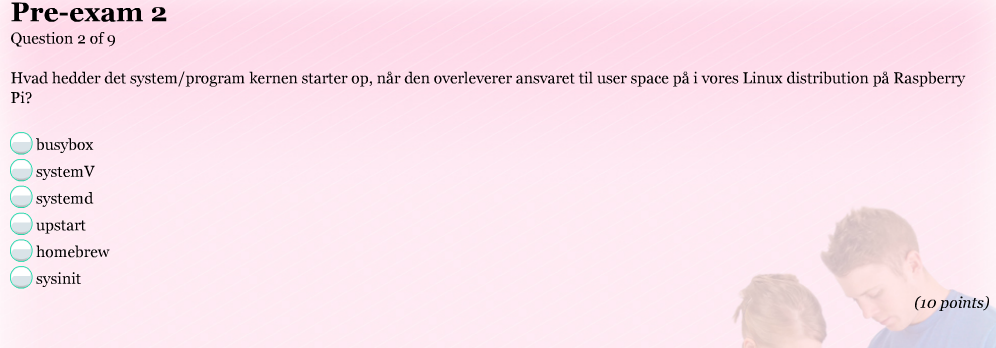 Pre-exam 2
Question 2 of 9
Hvad hedder det system/program kernen starter op, når den overleverer ansvaret til user space på i vores Linux distribution på Raspberry
Pi?
busybox
systemV
systemd
upstart
homebrew
sysinit
(10 points)